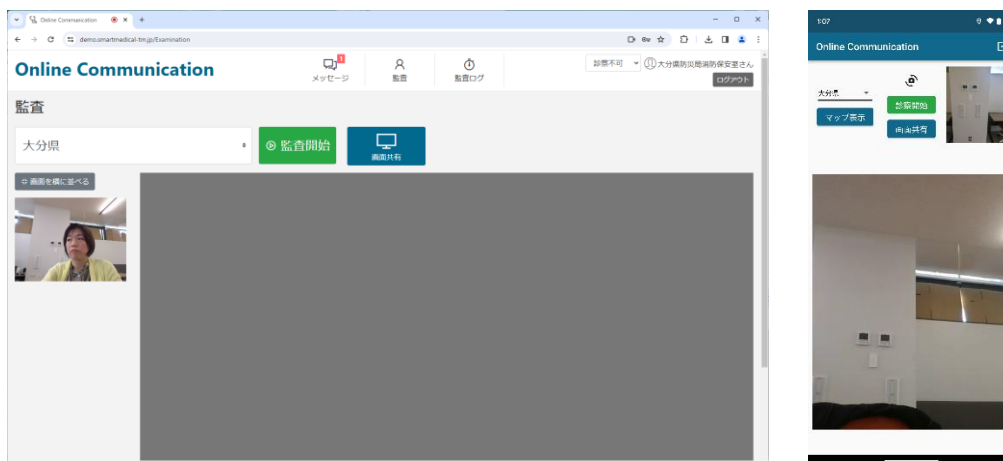 Online Communication
demo.smartmedical-tm.jp/Examination
Online Communication
1
メッセージ
監査
監査ログ
診察不可
大分県防災局消防保安室さん
ログアウト
監査
大分県
監査開始
画面共有
画面を横に並べる
1:07
Online Communication
大分県
マップ表示
診察開始
画面共有